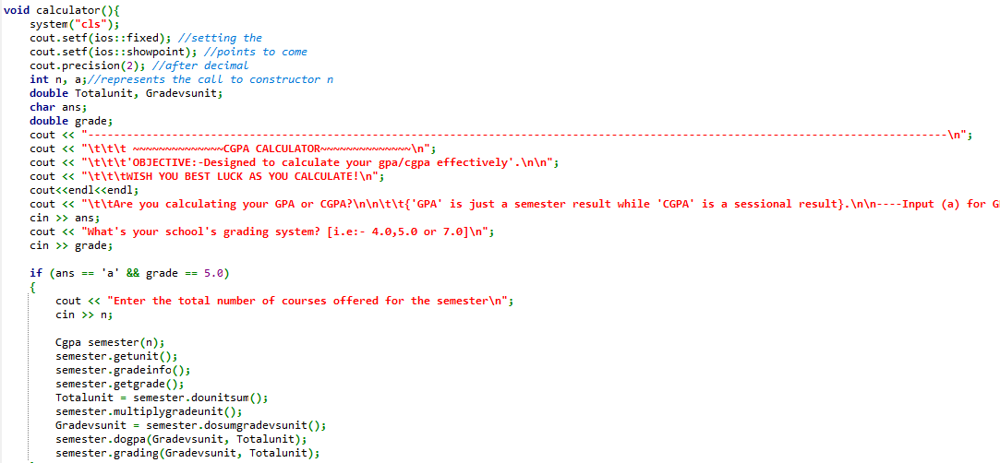 void calculator(){
system("cls");
cout.setf(ios::fixed); //setting the
cout.setf(ios::showpoint); //points to come
cout.precision(2); //after decimal
int n, a;//represents the call to constructor n
double Totalunit, Gradevsunit;
char ans;
double grade;
cout << "-------------------------------------------------------------------------------------------------------------------------------------\n";
cout << "\t\t\t ~~~~~~~~~~~~~~CGPA CALCULATOR~~~~~~~~~~~~~~\n";
cout << "\t\t\t'OBJECTIVE:-Designed to calculate your gpa/cgpa effectively'.\n\n";
cout << "\t\t\tWISH YOU BEST LUCK AS YOU CALCULATE!\n";
cout<<endl<<endl;
cout << "\t\tAre you calculating your GPA or CGPA?\n\n\t\t{'GPA' is just a semester result while 'CGPA' is a sessional result}.\n\n----Input (a) for G
cin >> ans;
cout << "What's your school's grading system? [i.e:- 4.0,5.0 or 7.0]\n";
cin >> grade;
if (ans == 'a' && grade == 5.0)
{
cout << "Enter the total number of courses offered for the semester\n";
cin >> n;
Cgpa semester(n);
semester.getunit();
semester.gradeinfo();
semester.getgrade();
Totalunit = semester.dounitsum();
semester.multiplygradeunit();
Gradevsunit = semester.dosumgradevsunit();
semester.dogpa(Gradevsunit, Totalunit);
semester.grading(Gradevsunit, Totalunit);